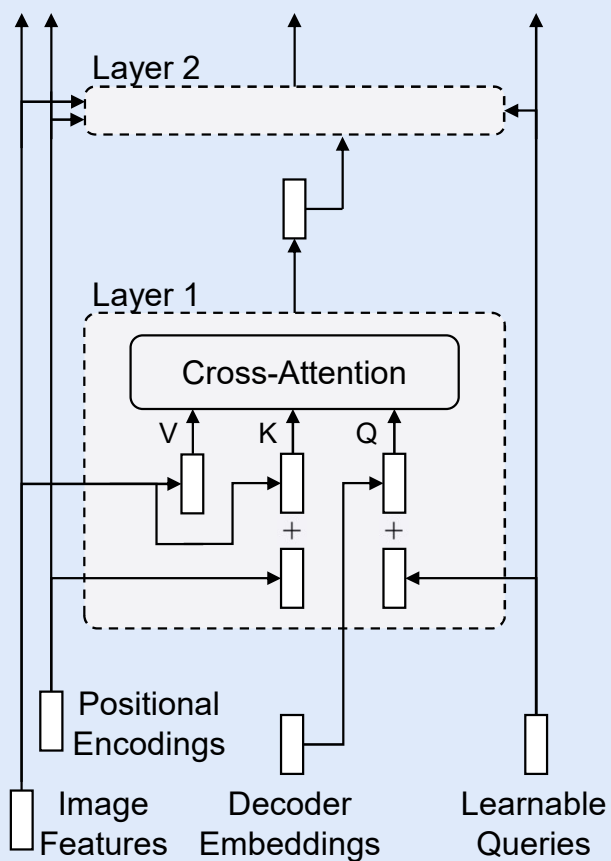 Layer 2
Layer 1
Cross-Attention
V K Q
+ +
Positional
Encodings
Image
Features
Decoder
Embeddings
Learnable
Queries